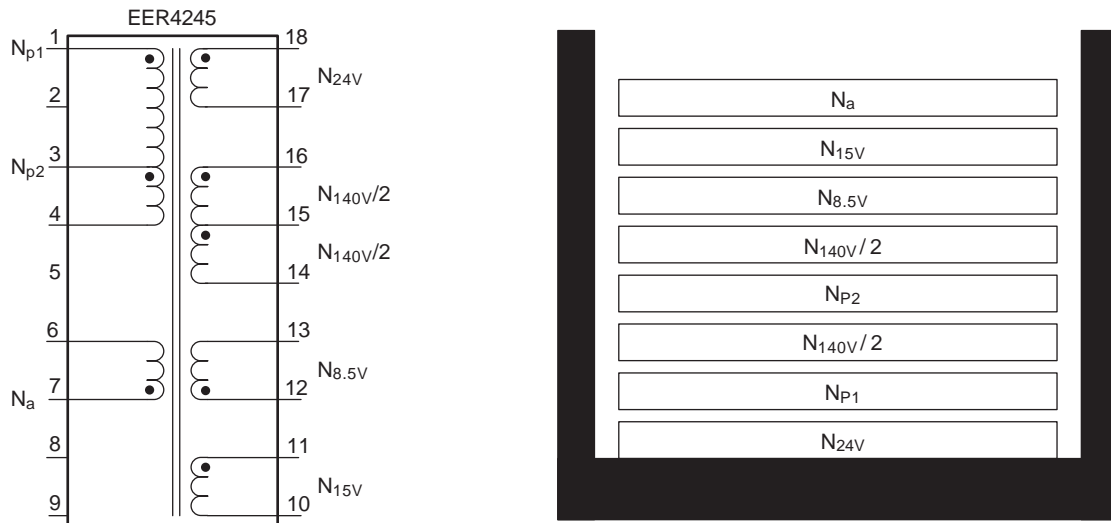 EER4245
Np1
1
2
3
Np2
4
5
6
7
Na
8
9
18
N24V
17
16
N140V/2
15
N140V/2
14
13
N8.5V
12
11
N15V
10
Na
N15V
N8.5V
N140V/2
NP2
N140V/2
NP1
N24V